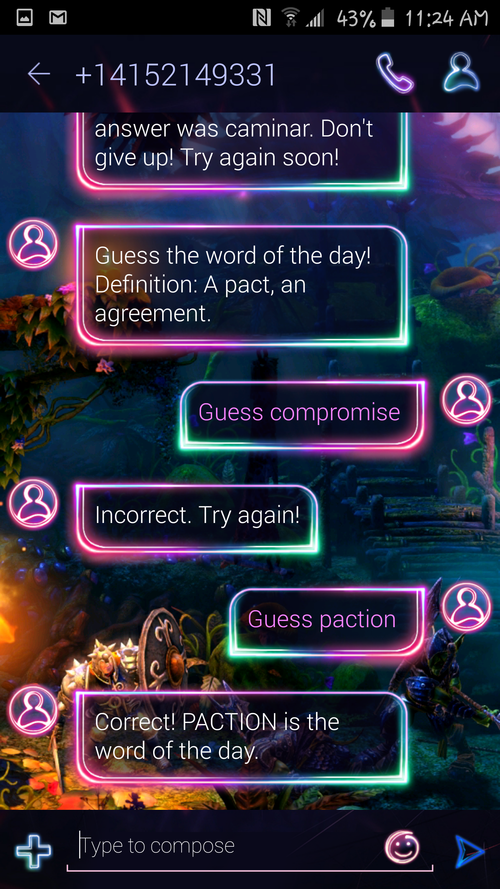 43% 11:24 AM
+14152149331
answer was caminar. Don't
give up! Try again soon!
Guess the word of the day!
Definition: A pact, an
agreement.
Guess compromise
Incorrect. Try again!
Guess paction
Correct! PACTION is the
word of the day.
Type to compose